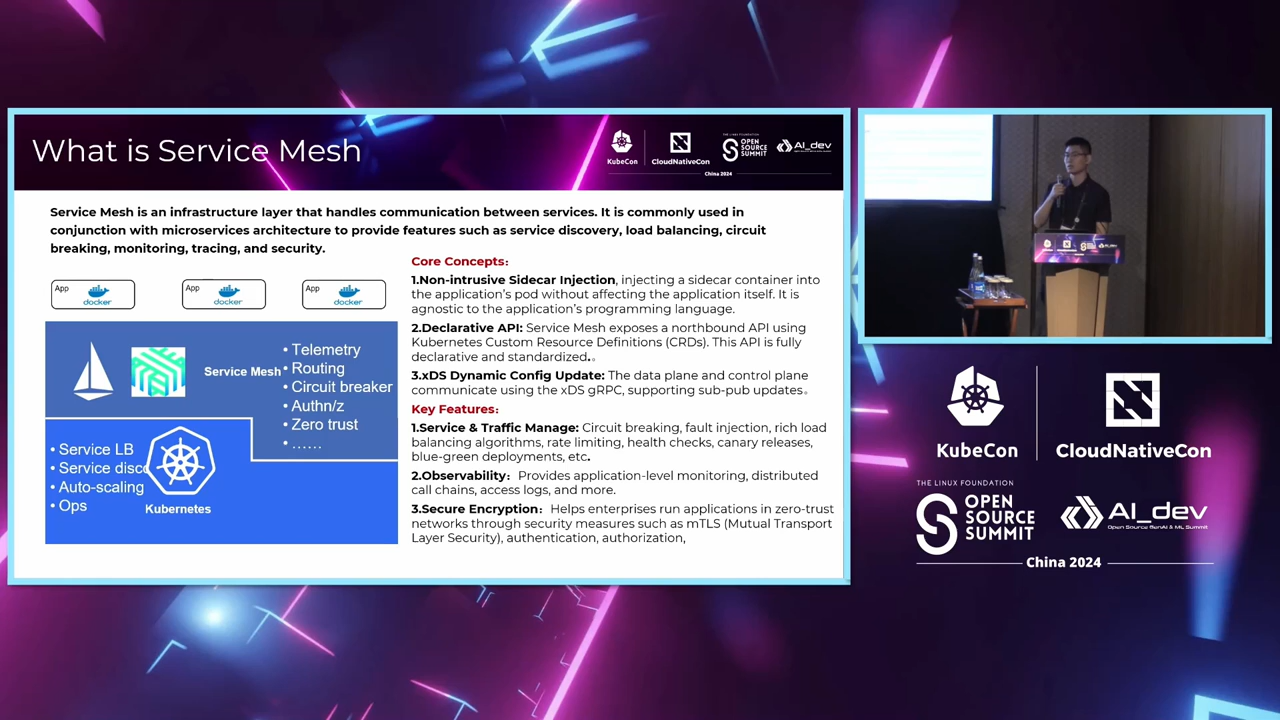 What is Service Mesh
KubeCon
CloudNativeCon
THE LINUX FOUNDATION
OPEN
SOURCE
SUMMIT
AI_dev
China 2024
Service Mesh is an infrastructure layer that handles communication between services. It is commonly used in
conjunction with microservices architecture to provide features such as service discovery, load balancing, circuit
breaking, monitoring, tracing, and security.
App
docker
App
docker
App
docker
Service Mesh
• Telemetry
• Routing
• Circuit breaker
• Authn/z
• Zero trust
• ……
• Service LB
• Service disco
• Auto-scaling
• Ops
Kubernetes
Core Concepts:
1.Non-intrusive Sidecar Injection, injecting a sidecar container into
the application's pod without affecting the application itself. It is
agnostic to the application's programming language.
2.Declarative API: Service Mesh exposes a northbound API using
Kubernetes Custom Resource Definitions (CRDs). This API is fully
declarative and standardized.。
3.xDS Dynamic Config Update: The data plane and control plane
communicate using the xDS gRPC, supporting sub-pub updates。
Key Features:
1.Service & Traffic Manage: Circuit breaking, fault injection, rich load
balancing algorithms, rate limiting, health checks, canary releases,
blue-green deployments, etc.
2.Observability： Provides application-level monitoring, distributed
call chains, access logs, and more.
3.Secure Encryption： Helps enterprises run applications in zero-trust
networks through security measures such as mTLS (Mutual Transport
Layer Security), authentication, authorization,
KubeCon
CloudNativeCon
THE LINUX FOUNDATION
OPEN
SOURCE
SUMMIT
AI_dev
Open Source GenAI & ML Summit
China 2024